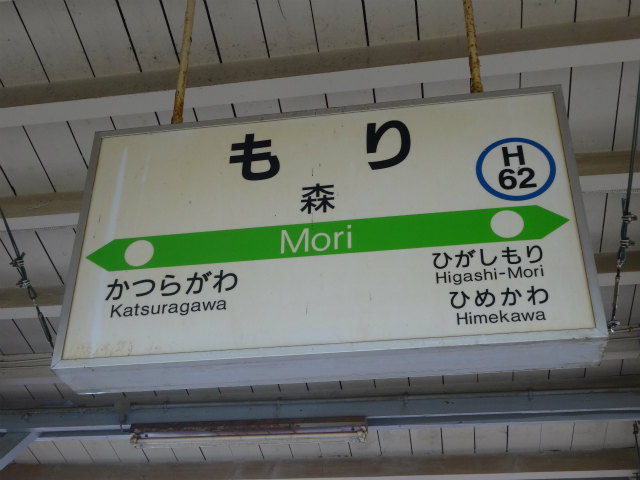 もり
H
62
森
Mori
かつらがわ
Katsuragawa
ひがしもり
Higashi-Mori
ひめかわ
Himekawa